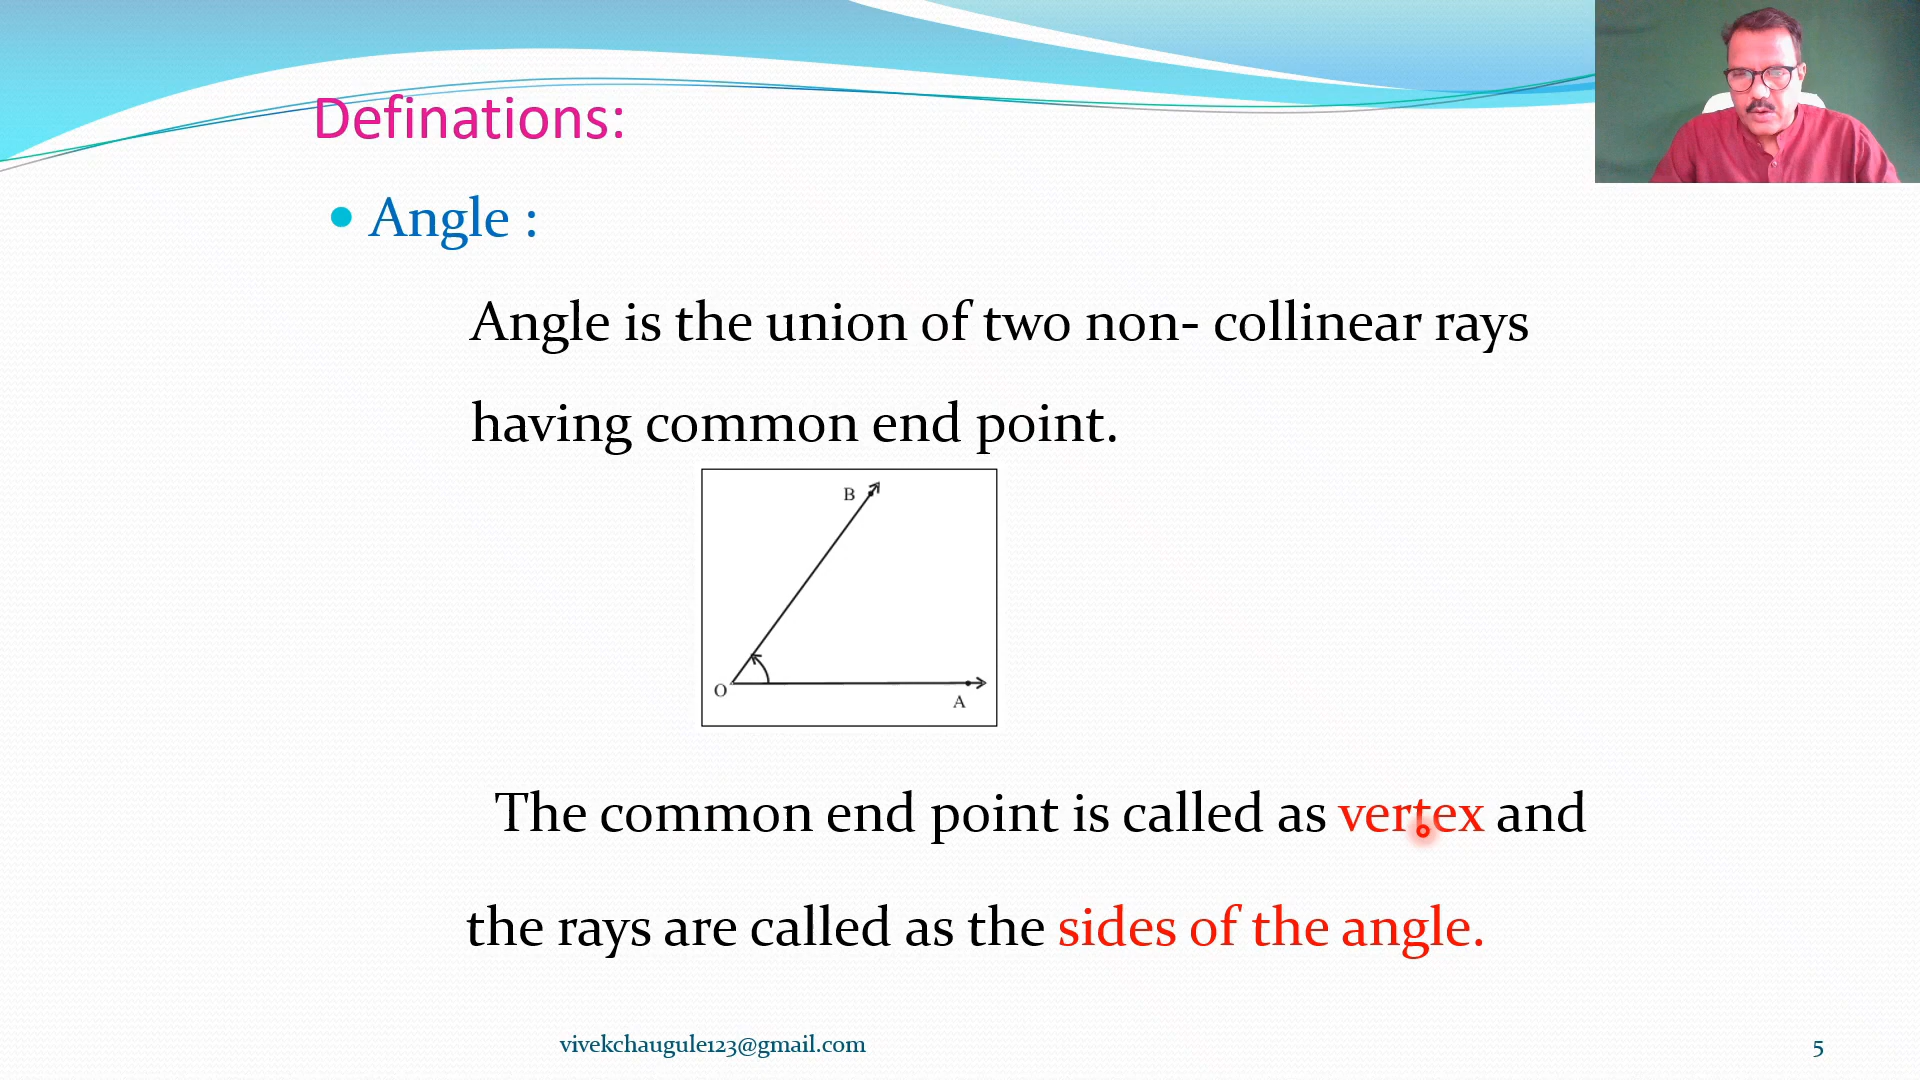 Definations:
Angle :
Angle is the union of two non- collinear rays
having common end point.
B
O
A
The common end point is called as vertex and
the rays are called as the sides of the angle.
vivekchaugule123@gmail.com
5